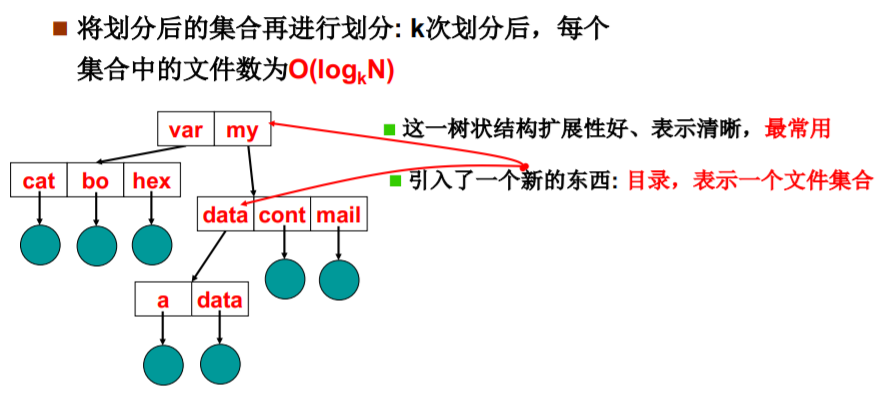 将划分后的集合再进行划分: k次划分后，每个
集合中的文件数为O(logkN)
var my
这一树状结构扩展性好、表示清晰，最常用
cat bo hex
引入了一个新的东西: 目录，表示一个文件集合
data cont mail
a data